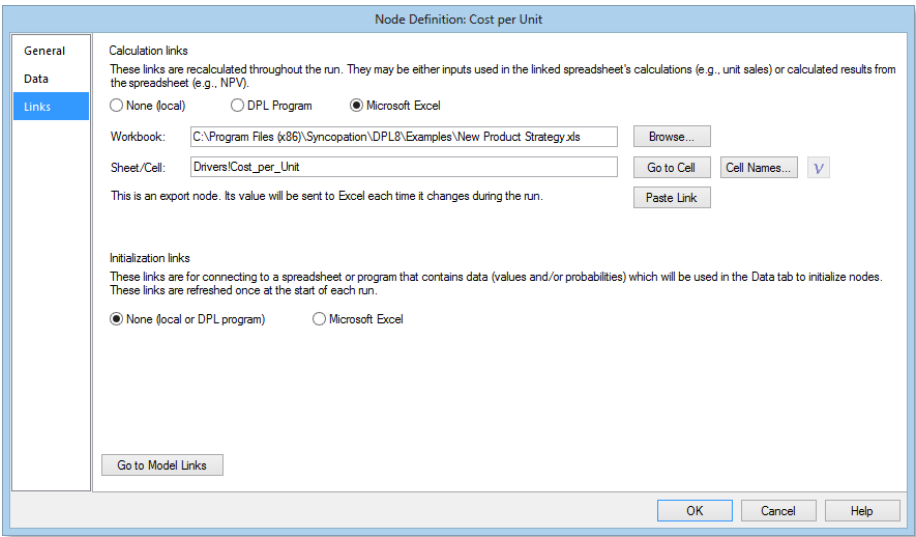 Node Definition: Cost per Unit
General
Data
Links
Calculation links
These links are recalculated throughout the run. They may be either inputs used in the linked spreadsheet's calculations (e.g., unit sales) or calculated results from
the spreadsheet (e.g., NPV).
None (local) DPL Program Microsoft Excel
Workbook: C:\Program Files (x86)\Syncopation\DPL8\Examples\New Product Strategy.xls Browse...
Sheet/Cell: Drivers!Cost_per_Unit Go to Cell Cell Names... V
This is an export node. Its value will be sent to Excel each time it changes during the run. Paste Link
Initialization links
These links are for connecting to a spreadsheet or program that contains data (values and/or probabilities) which will be used in the Data tab to initialize nodes.
These links are refreshed once at the start of each run.
None (local or DPL program) Microsoft Excel
Go to Model Links
OK Cancel Help